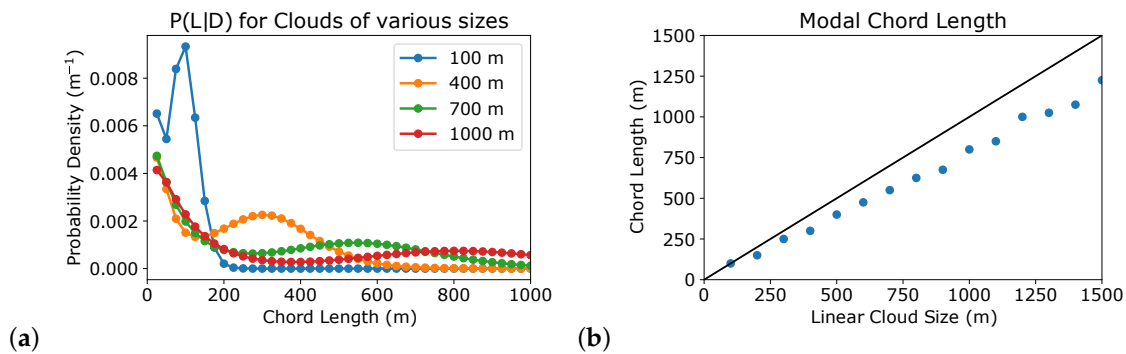 P(L|D) for Clouds of various sizes
Probability Density (m⁻¹)
0.008
0.006
0.004
0.002
0.000
100 m
400 m
700 m
1000 m
0 200 400 600 800 1000
Chord Length (m)
(a)
Modal Chord Length
Chord Length (m)
1500
1250
1000
750
500
250
0
0 250 500 750 1000 1250 1500
Linear Cloud Size (m)
(b)